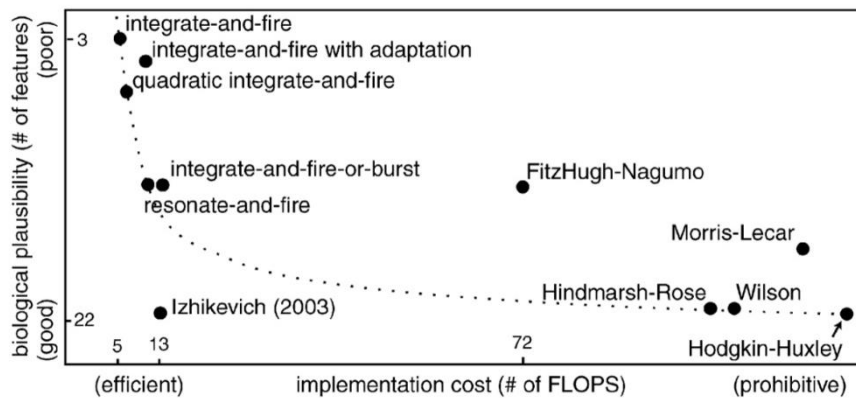 biological plausibility (# of features)
(poor)
(good)
3
22
integrate-and-fire
integrate-and-fire with adaptation
quadratic integrate-and-fire
integrate-and-fire-or-burst
resonate-and-fire
FitzHugh-Nagumo
Morris-Lecar
Izhikevich (2003)
Hindmarsh-Rose
Wilson
Hodgkin-Huxley
5
13
72
(efficient)
implementation cost (# of FLOPS)
(prohibitive)